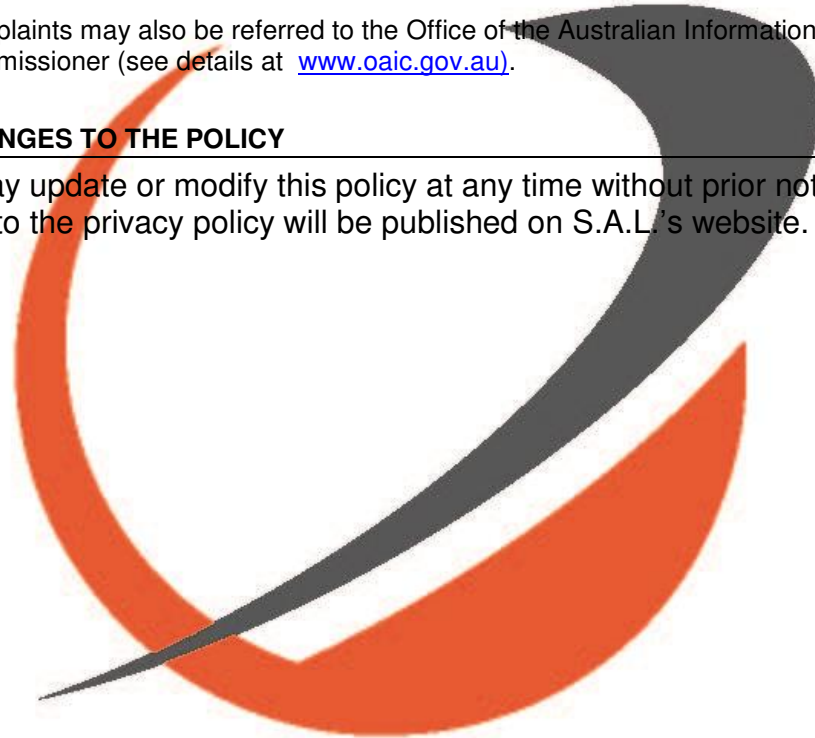 plaints may also be referred to the Office of the Australian Information
missioner (see details at www.oaic.gov.au).
NGES TO THE POLICY
ay update or modify this policy at any time without prior not
to the privacy policy will be published on S.A.L.'s website.